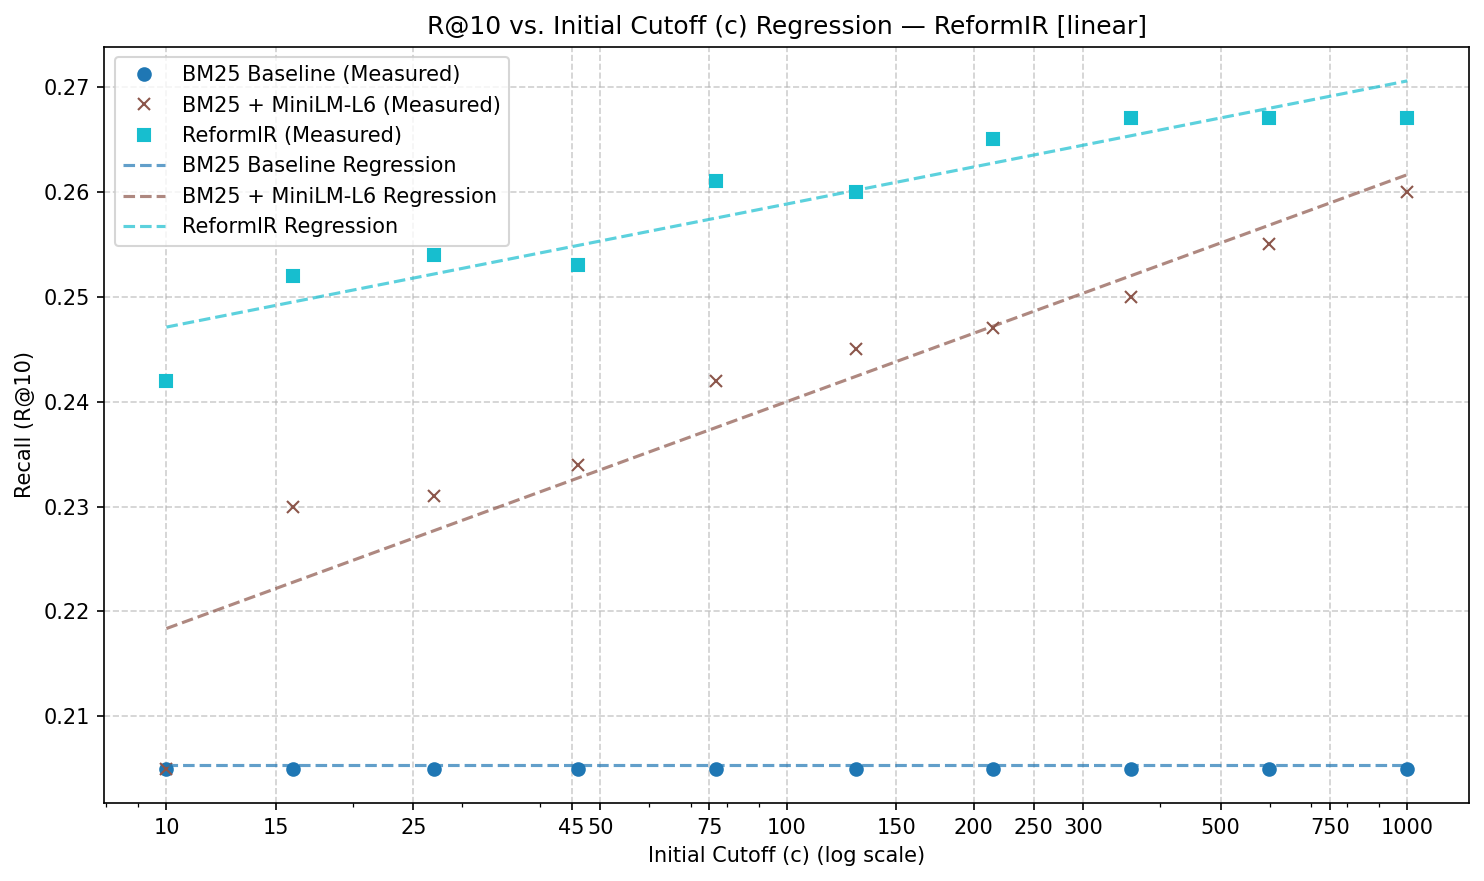 R@10 vs. Initial Cutoff (c) Regression — ReformIR [linear]
BM25 Baseline (Measured)
BM25 + MiniLM-L6 (Measured)
ReformIR (Measured)
BM25 Baseline Regression
BM25 + MiniLM-L6 Regression
ReformIR Regression
Recall (R@10)
0.27
0.26
0.25
0.24
0.23
0.22
0.21
10 15 25 45 50 75 100 150 200 250 300 500 750 1000
Initial Cutoff (c) (log scale)